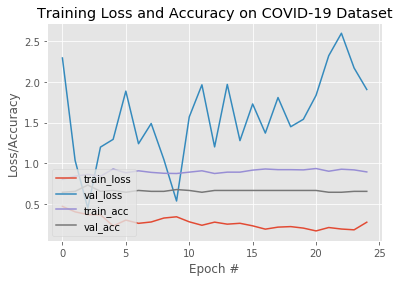 Training Loss and Accuracy on COVID-19 Dataset
2.5
2.0
1.5
1.0
0.5
Loss/Accuracy
train_loss
val_loss
train_acc
val_acc
0 5 10 15 20 25
Epoch #